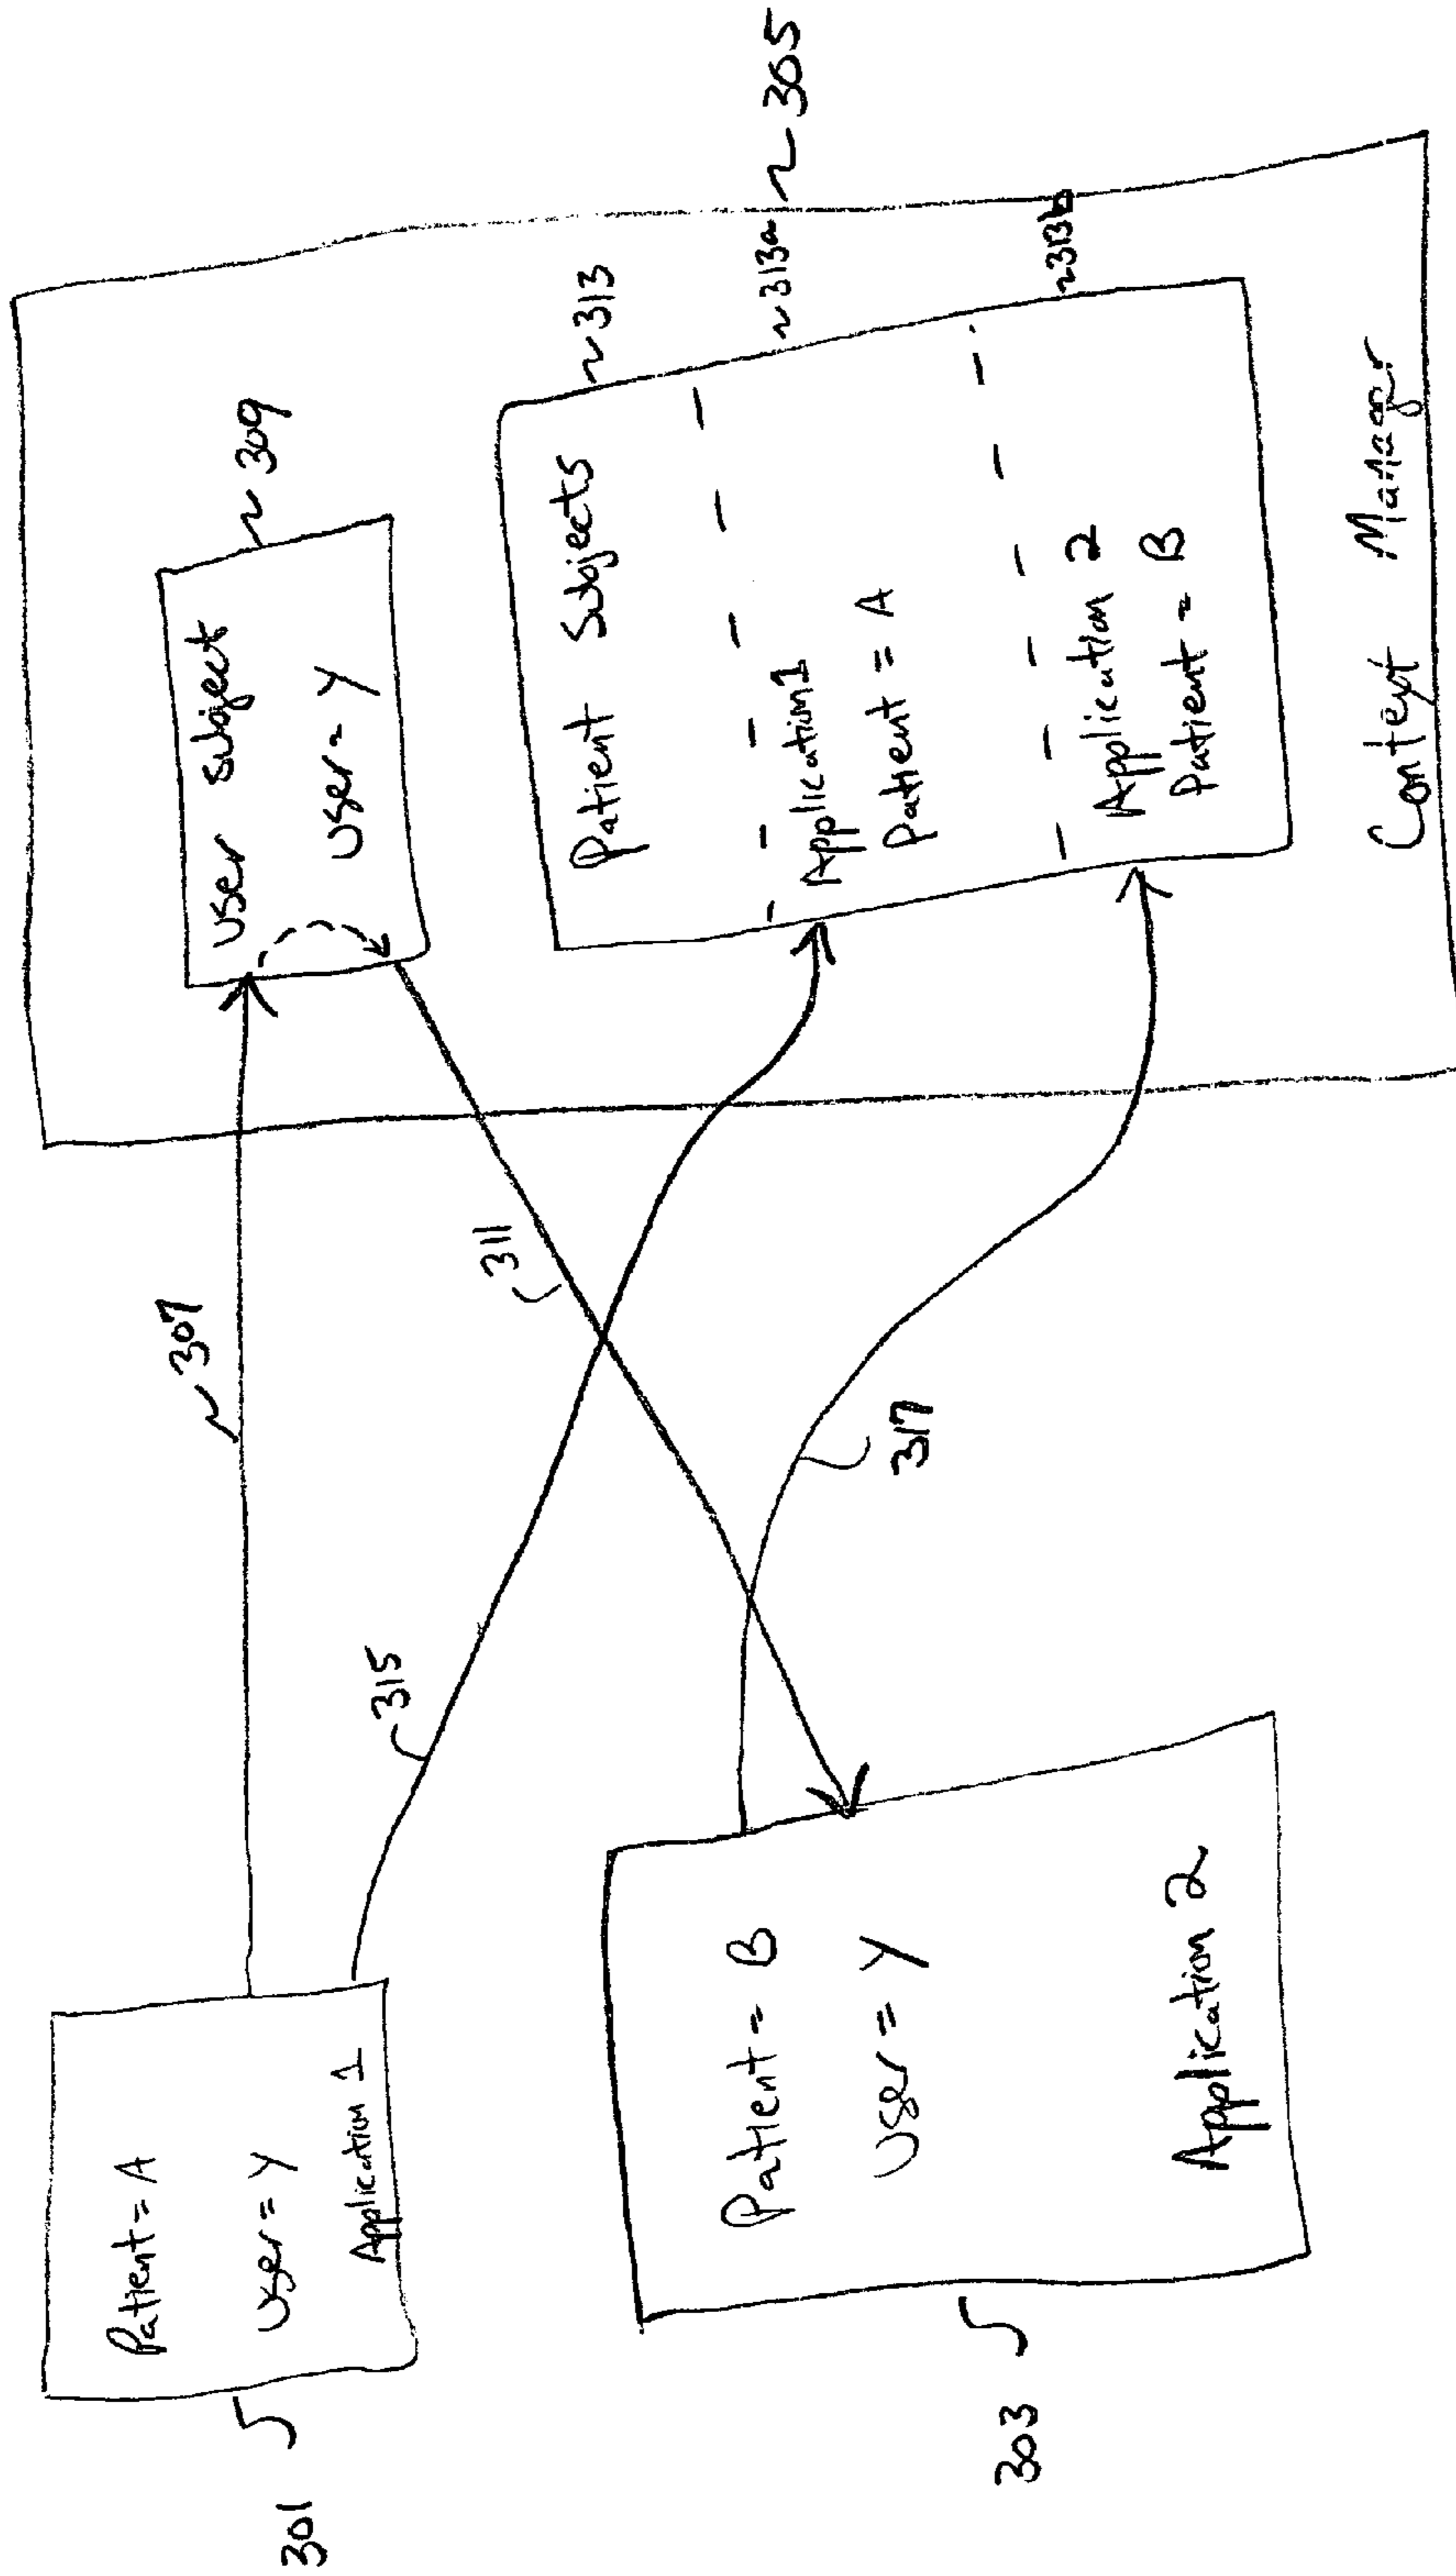 301
Patient = A
User = Y
Application 1
303
Patient = B
User = Y
Application 2
307
315
311
317
User Subject
User = Y
309
Patient Subjects
313
Application 1
Patient = A
313a
Application 2
Patient = B
313b
Context Manager
305